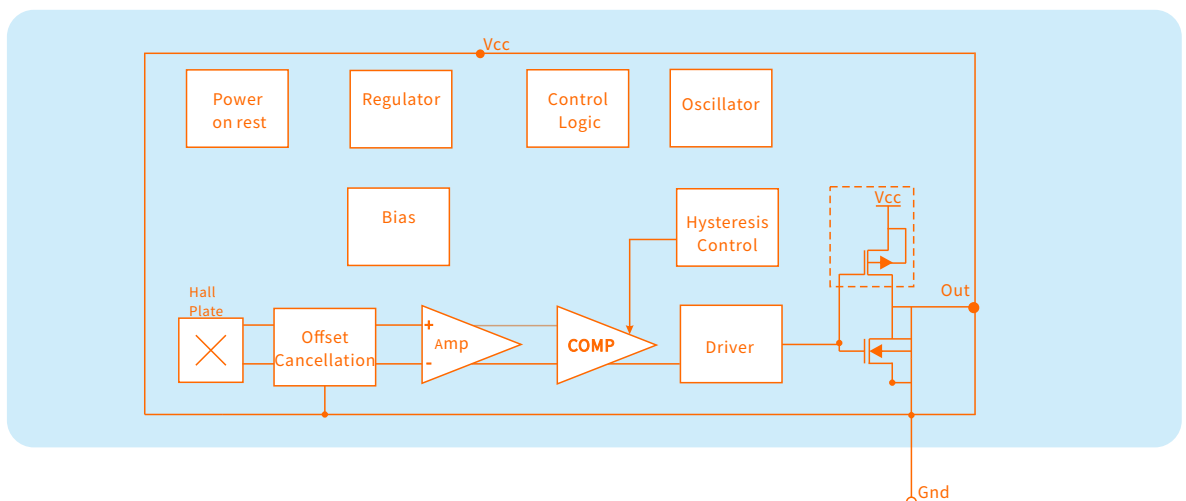 Vcc
Power
on rest
Regulator
Control
Logic
Oscillator
Bias
Hysteresis
Control
Vcc
Hall
Plate
Out
Offset
Cancellation
+
-
Amp
COMP
Driver
Gnd